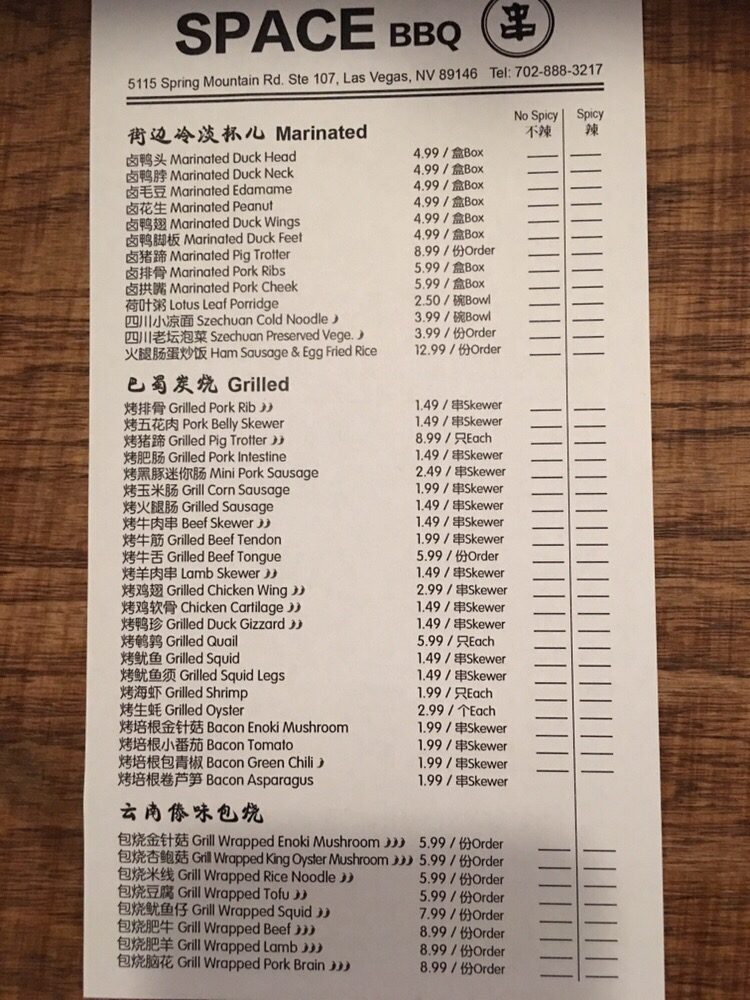 SPACE BBQ 串
5115 Spring Mountain Rd. Ste 107, Las Vegas, NV 89146 Tel: 702-888-3217
No Spicy Spicy
不辣 辣
街边冷淡杯儿 Marinated
卤鸭头 Marinated Duck Head 4.99 / 盒Box
卤鸭脖 Marinated Duck Neck 4.99 / 盒Box
卤毛豆 Marinated Edamame 4.99 / 盒Box
卤花生 Marinated Peanut 4.99 / 盒Box
卤鸭翅 Marinated Duck Wings 4.99 / 盒Box
卤鸭脚板 Marinated Duck Feet 4.99 / 盒Box
卤猪蹄 Marinated Pig Trotter 8.99 / 份Order
卤排骨 Marinated Pork Ribs 5.99 / 盒Box
卤拱嘴 Marinated Pork Cheek 5.99 / 盒Box
荷叶粥 Lotus Leaf Porridge 2.50 / 碗Bowl
四川小凉面 Szechuan Cold Noodle 3.99 / 碗Bowl
四川老坛泡菜 Szechuan Preserved Vege. 3.99 / 份Order
火腿肠蛋炒饭 Ham Sausage & Egg Fried Rice 12.99 / 份Order
巴蜀炭烧 Grilled
烤排骨 Grilled Pork Rib 1.49 / 串Skewer
烤五花肉 Pork Belly Skewer 1.49 / 串Skewer
烤猪蹄 Grilled Pig Trotter 8.99 / 只Each
烤肥肠 Grilled Pork Intestine 1.49 / 串Skewer
烤黑豚迷你肠 Mini Pork Sausage 2.49 / 串Skewer
烤玉米肠 Grill Corn Sausage 1.99 / 串Skewer
烤火腿肠 Grilled Sausage 1.49 / 串Skewer
烤牛肉串 Beef Skewer 1.49 / 串Skewer
烤牛筋 Grilled Beef Tendon 1.99 / 串Skewer
烤牛舌 Grilled Beef Tongue 5.99 / 份Order
烤羊肉串 Lamb Skewer 1.49 / 串Skewer
烤鸡翅 Grilled Chicken Wing 2.99 / 串Skewer
烤鸡软骨 Chicken Cartilage 1.49 / 串Skewer
烤鸭珍 Grilled Duck Gizzard 1.49 / 串Skewer
烤鹌鹑 Grilled Quail 5.99 / 只Each
烤鱿鱼 Grilled Squid 1.49 / 串Skewer
烤鱿鱼须 Grilled Squid Legs 1.49 / 串Skewer
烤海虾 Grilled Shrimp 1.99 / 只Each
烤生蚝 Grilled Oyster 2.99 / 个Each
烤培根金针菇 Bacon Enoki Mushroom 1.99 / 串Skewer
烤培根小番茄 Bacon Tomato 1.99 / 串Skewer
烤培根包青椒 Bacon Green Chili 1.99 / 串Skewer
烤培根卷芦笋 Bacon Asparagus 1.99 / 串Skewer
云南傣味包烧
包烧金针菇 Grill Wrapped Enoki Mushroom 5.99 / 份Order
包烧杏鲍菇 Grill Wrapped King Oyster Mushroom 5.99 / 份Order
包烧米线 Grill Wrapped Rice Noodle 5.99 / 份Order
包烧豆腐 Grill Wrapped Tofu 5.99 / 份Order
包烧鱿鱼仔 Grill Wrapped Squid 7.99 / 份Order
包烧肥牛 Grill Wrapped Beef 8.99 / 份Order
包烧肥羊 Grill Wrapped Lamb 8.99 / 份Order
包烧脑花 Grill Wrapped Pork Brain 8.99 / 份Order